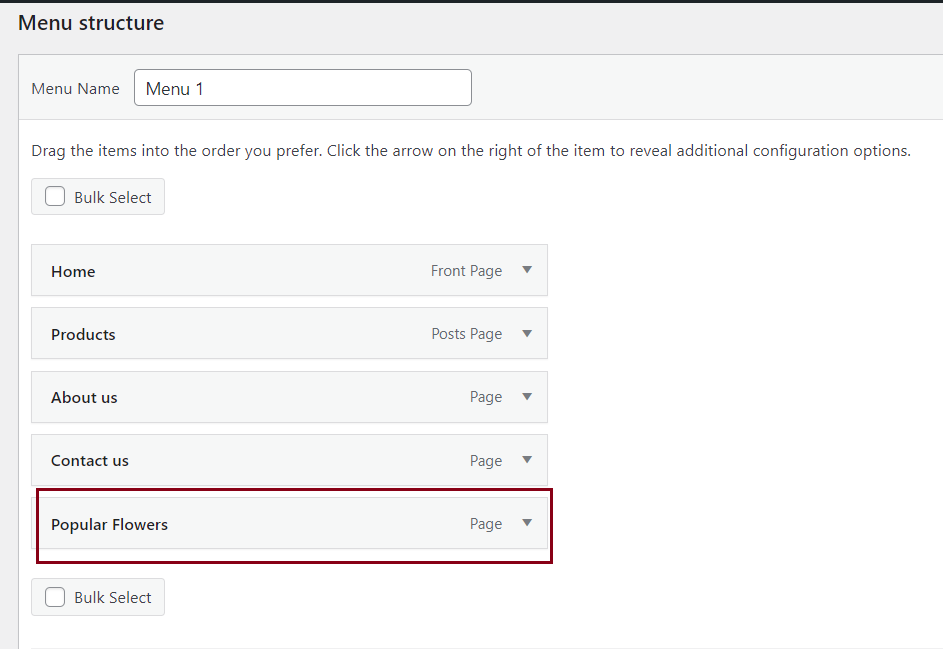 Menu structure
Menu Name Menu 1
Drag the items into the order you prefer. Click the arrow on the right of the item to reveal additional configuration options.
Bulk Select
Home Front Page
Products Posts Page
About us Page
Contact us Page
Popular Flowers Page
Bulk Select